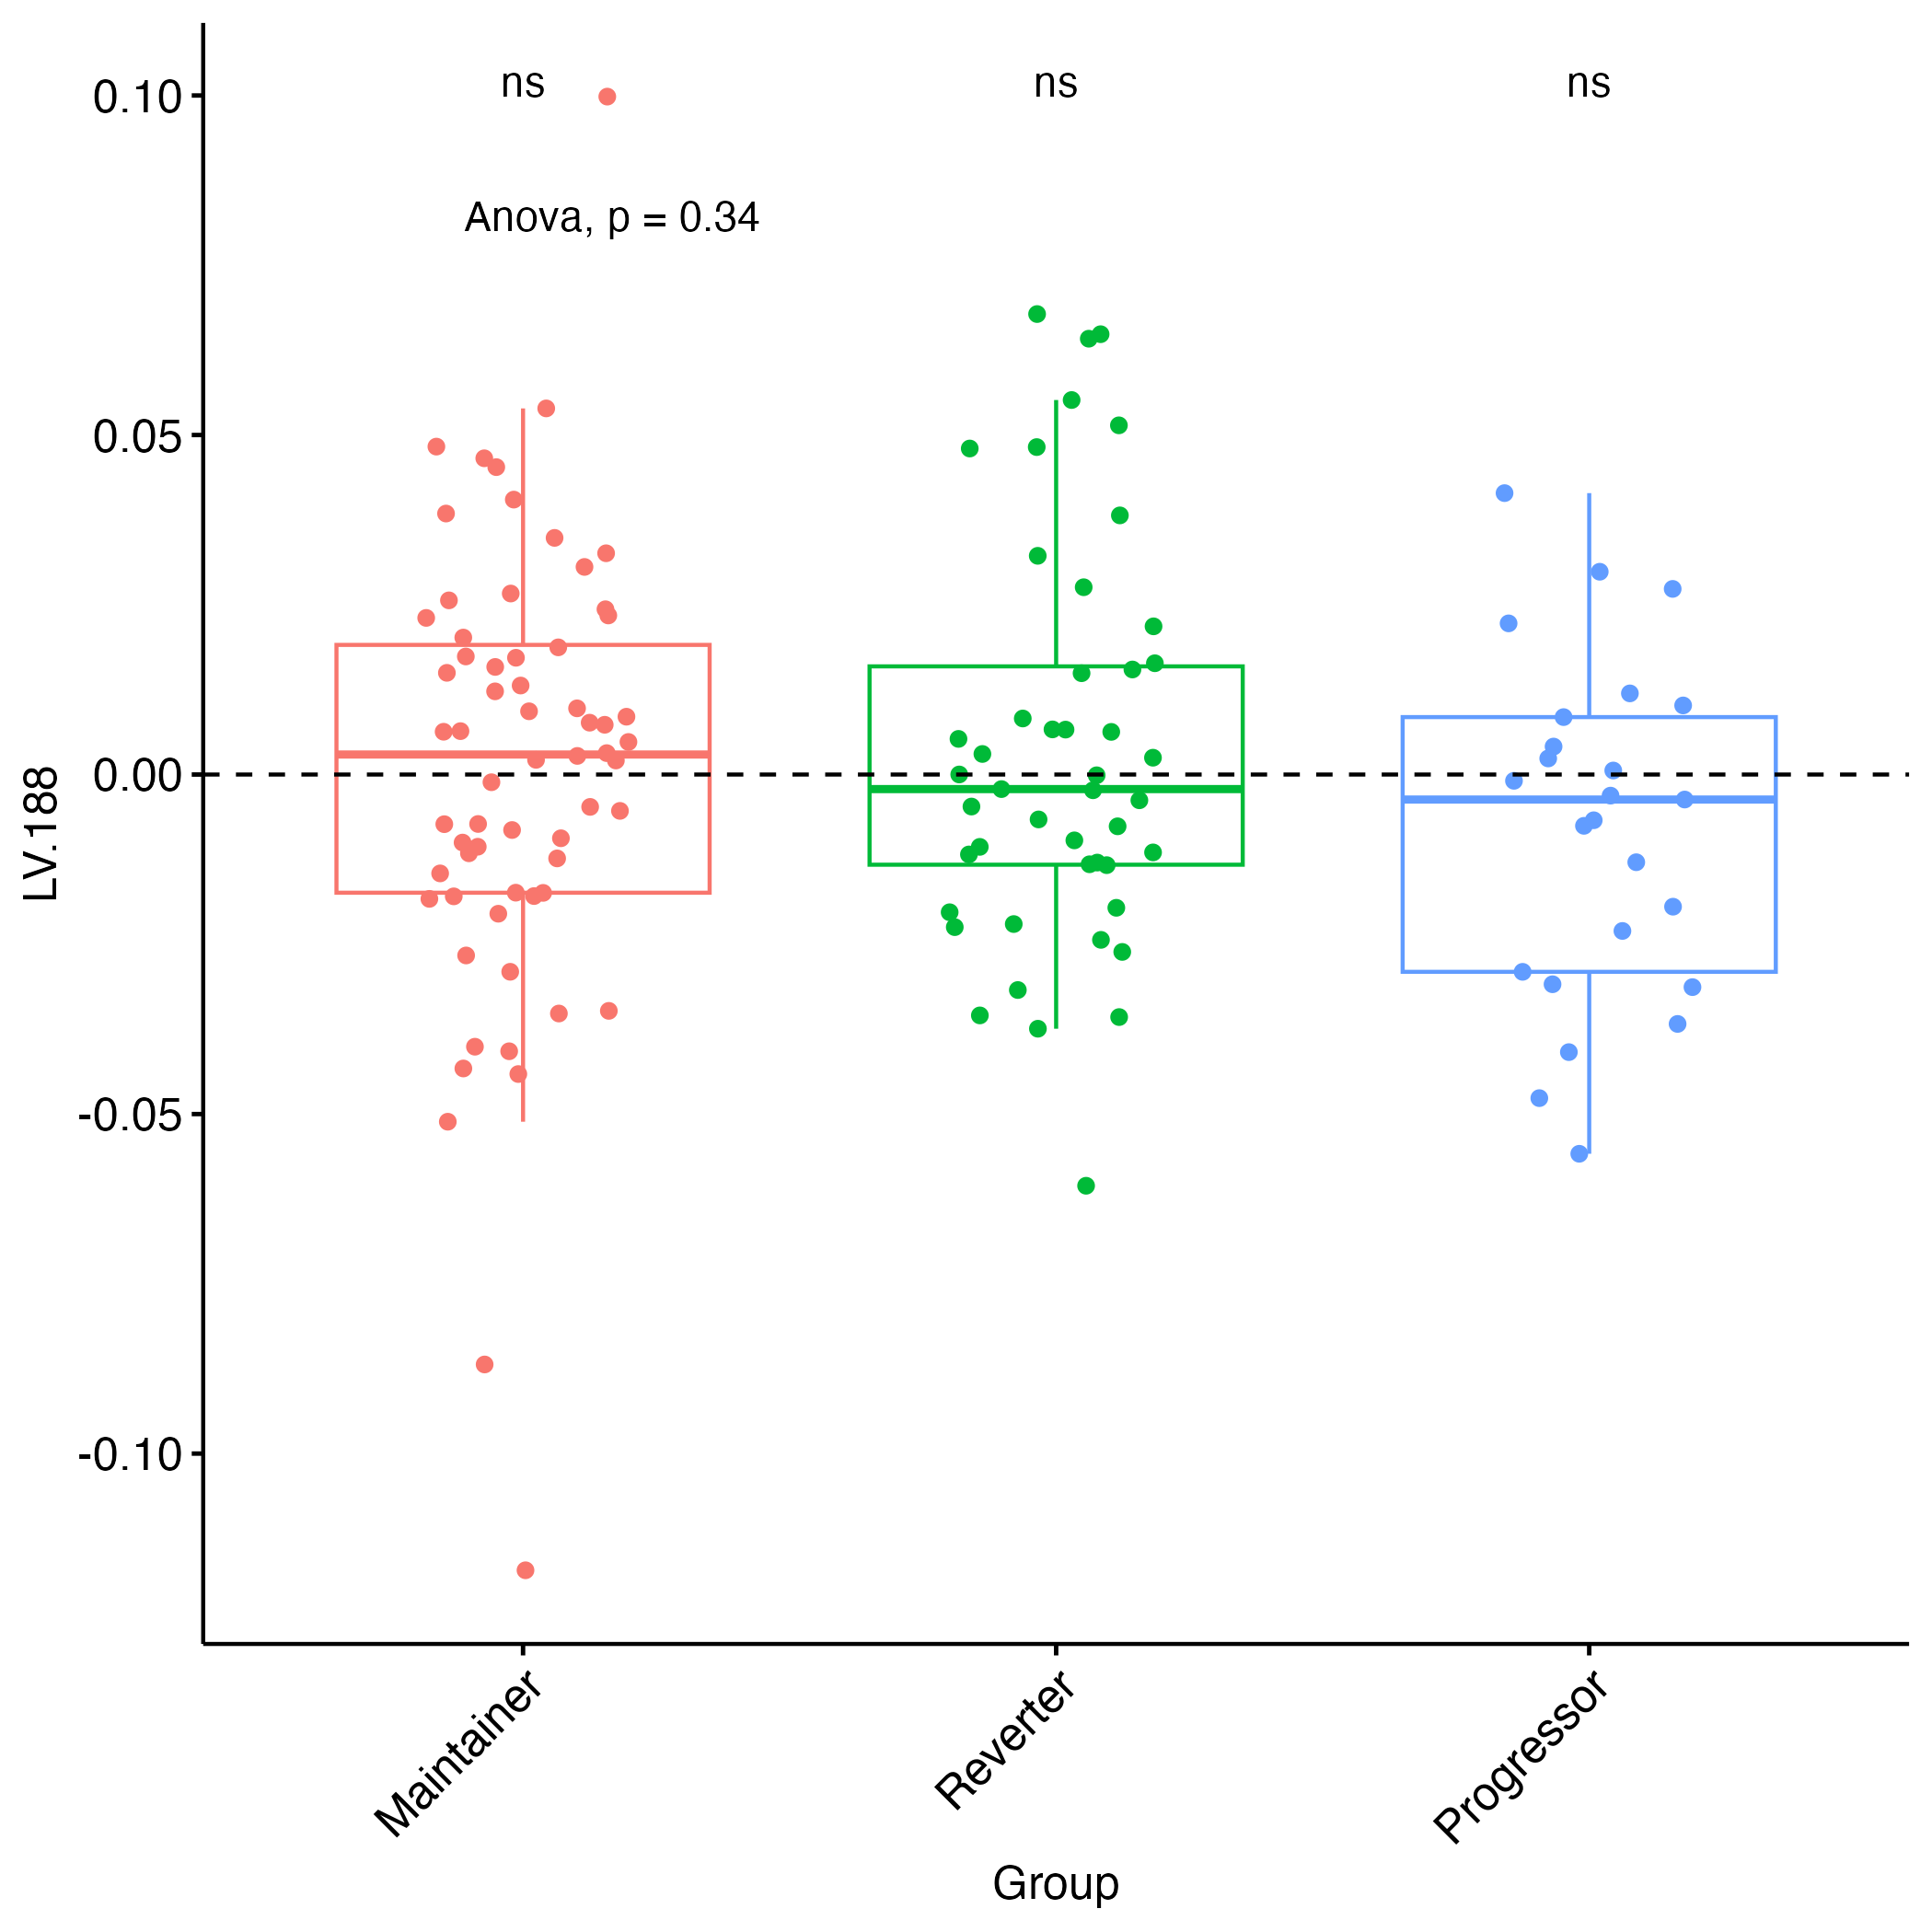 ns ns ns
Anova, p = 0.34
0.10
0.05
0.00
-0.05
-0.10
LV.188
Maintainer
Reverter
Progressor
Group